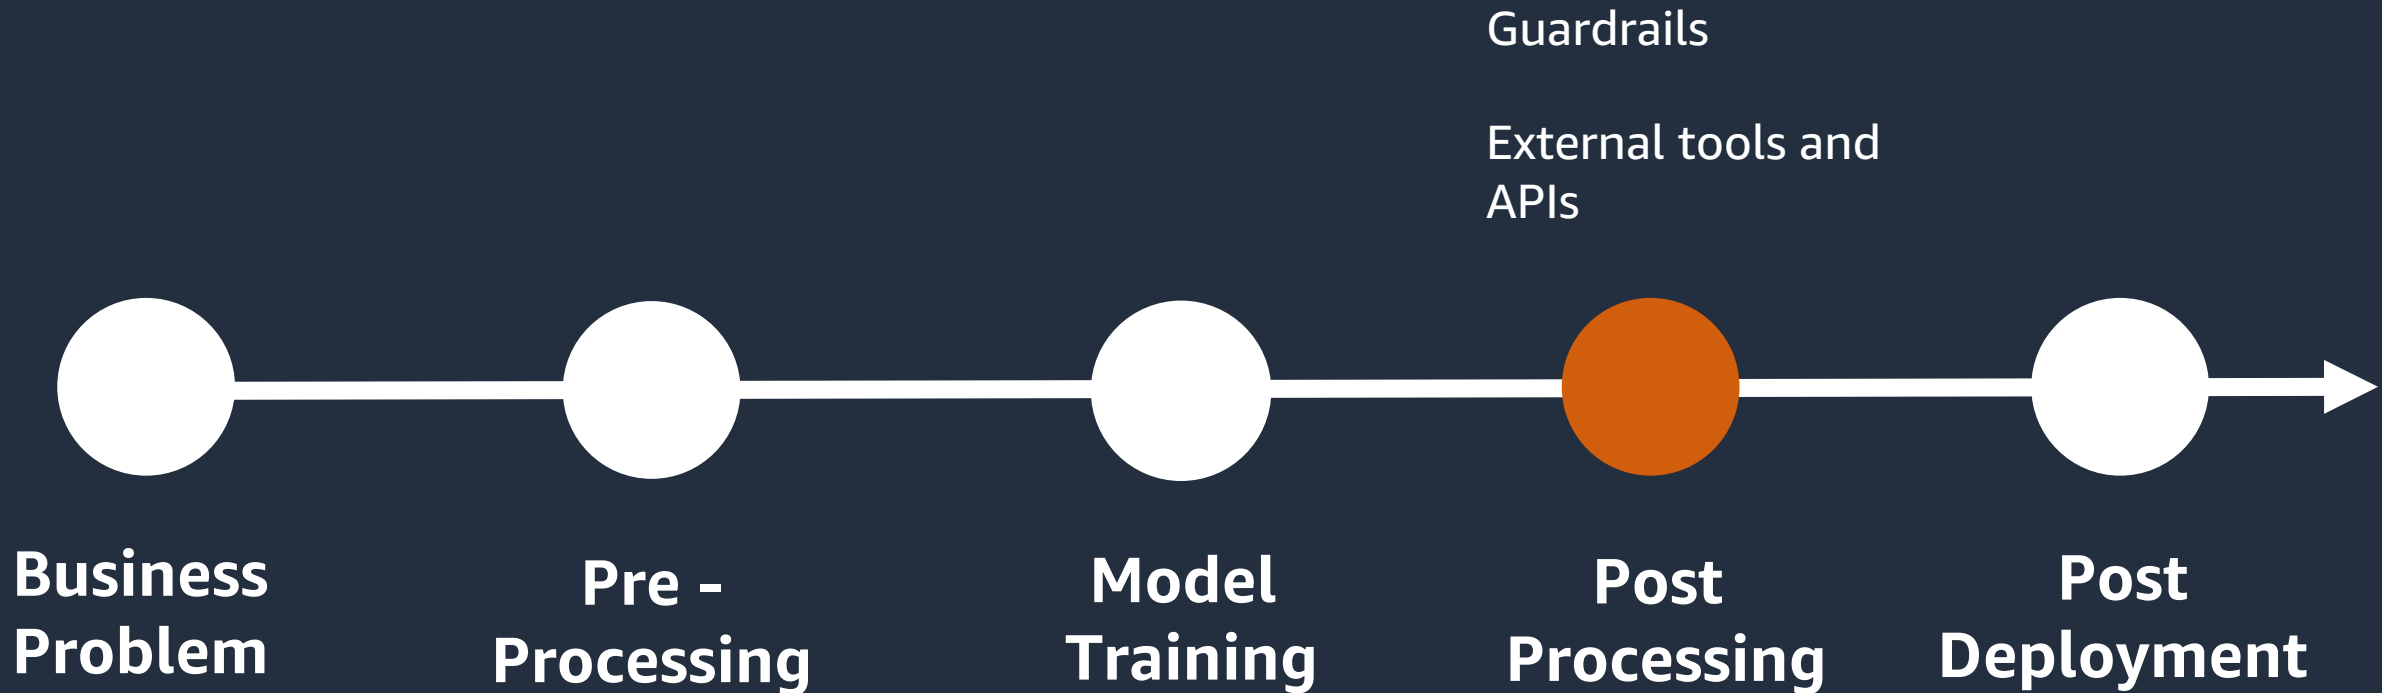 Guardrails
External tools and
APIs
Business
Problem
Pre -
Processing
Model
Training
Post
Processing
Post
Deployment